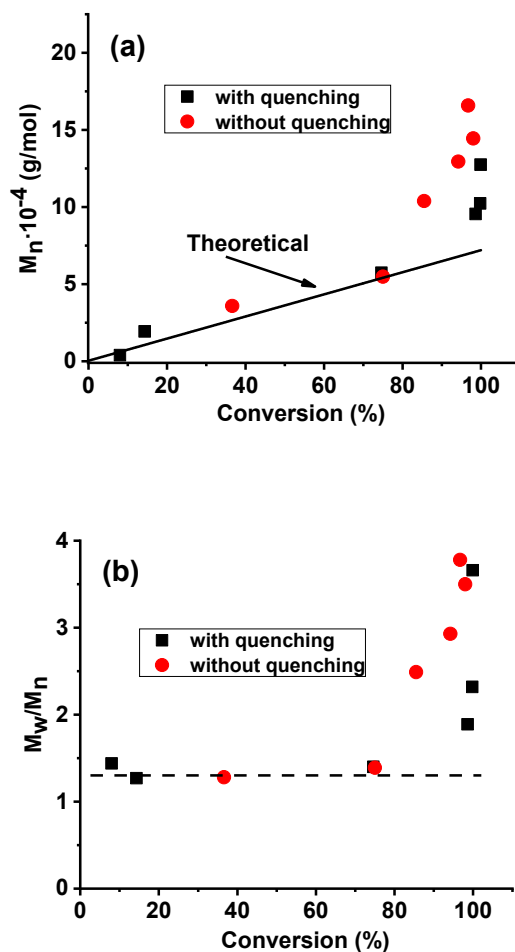 (a)
with quenching
without quenching
Theoretical
Mn·10-4 (g/mol)
20
15
10
5
0
0 20 40 60 80 100
Conversion (%)
(b)
with quenching
without quenching
Mw/Mn
4
3
2
1
0
0 20 40 60 80 100
Conversion (%)